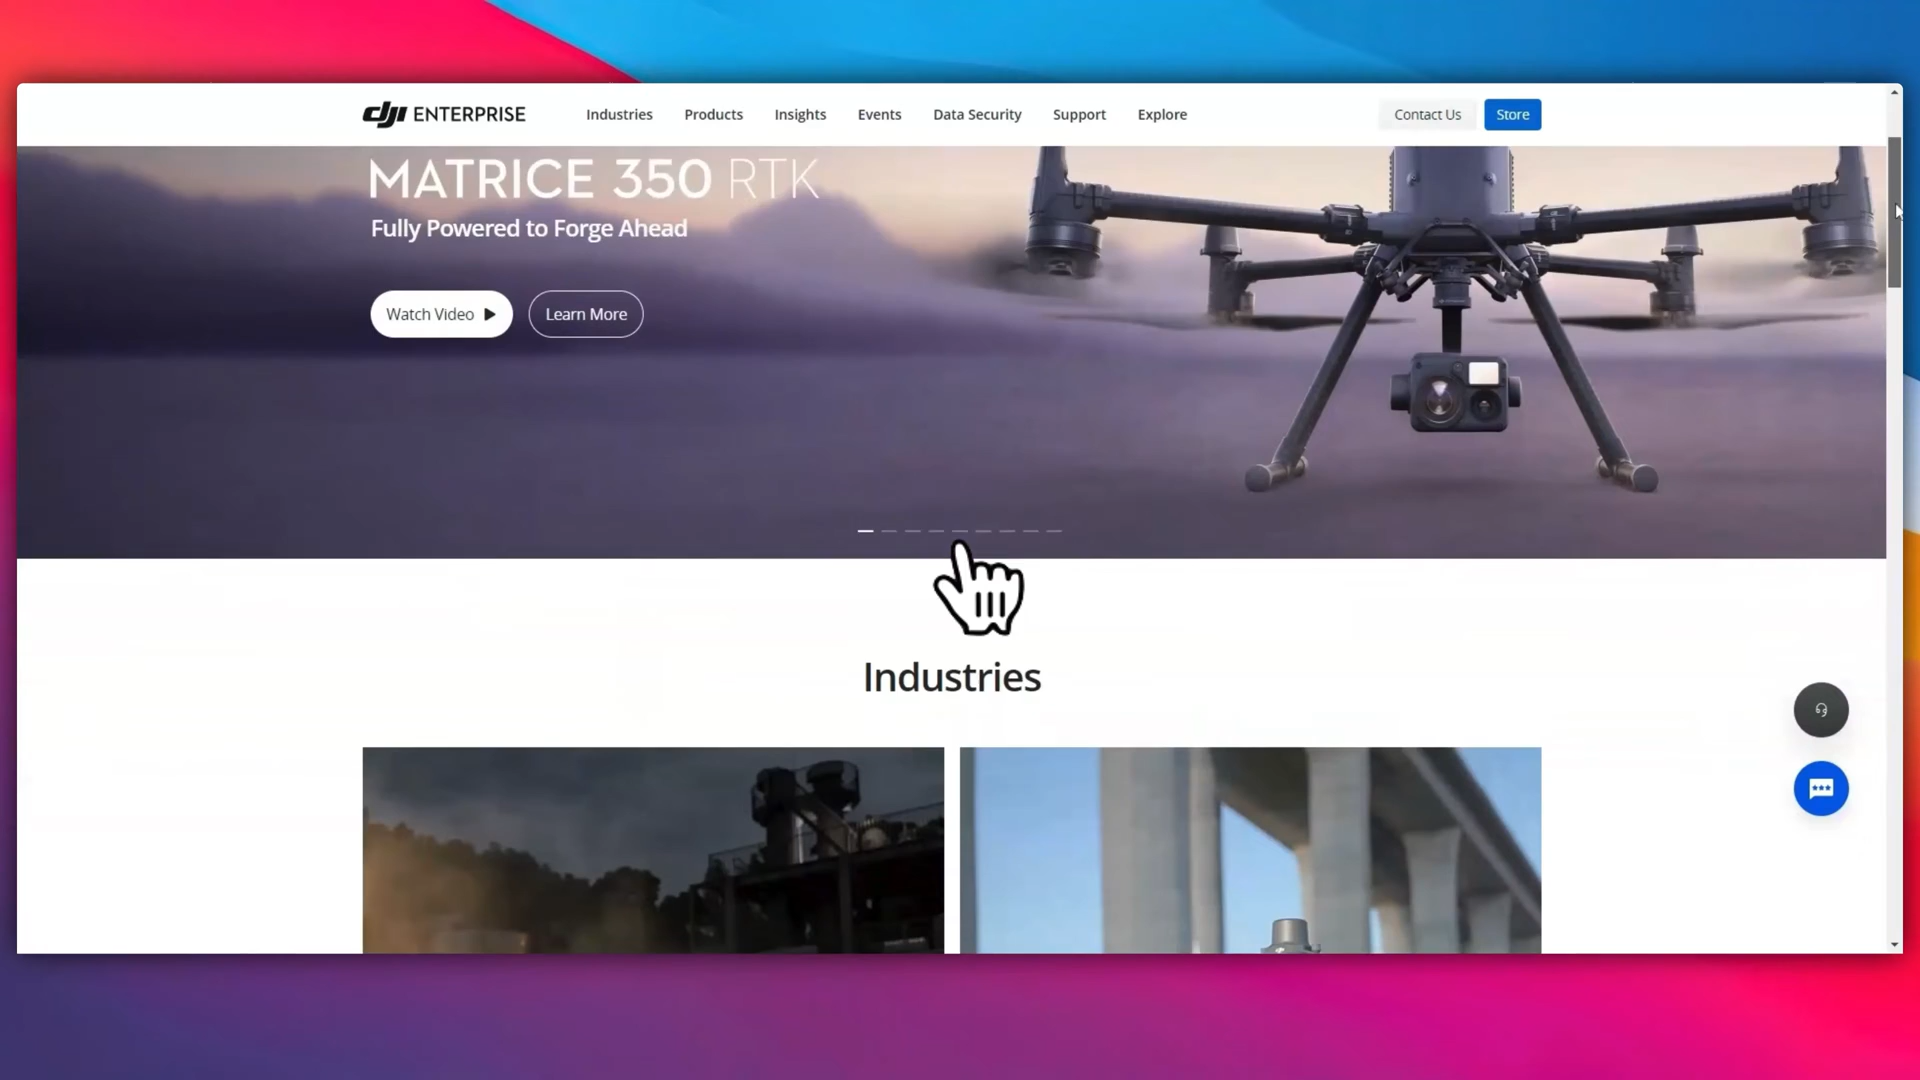 dji ENTERPRISE
Industries
Products
Insights
Events
Data Security
Support
Explore
Contact Us
Store
MATRICE 350 RTK
Fully Powered to Forge Ahead
Watch Video
Learn More
Industries